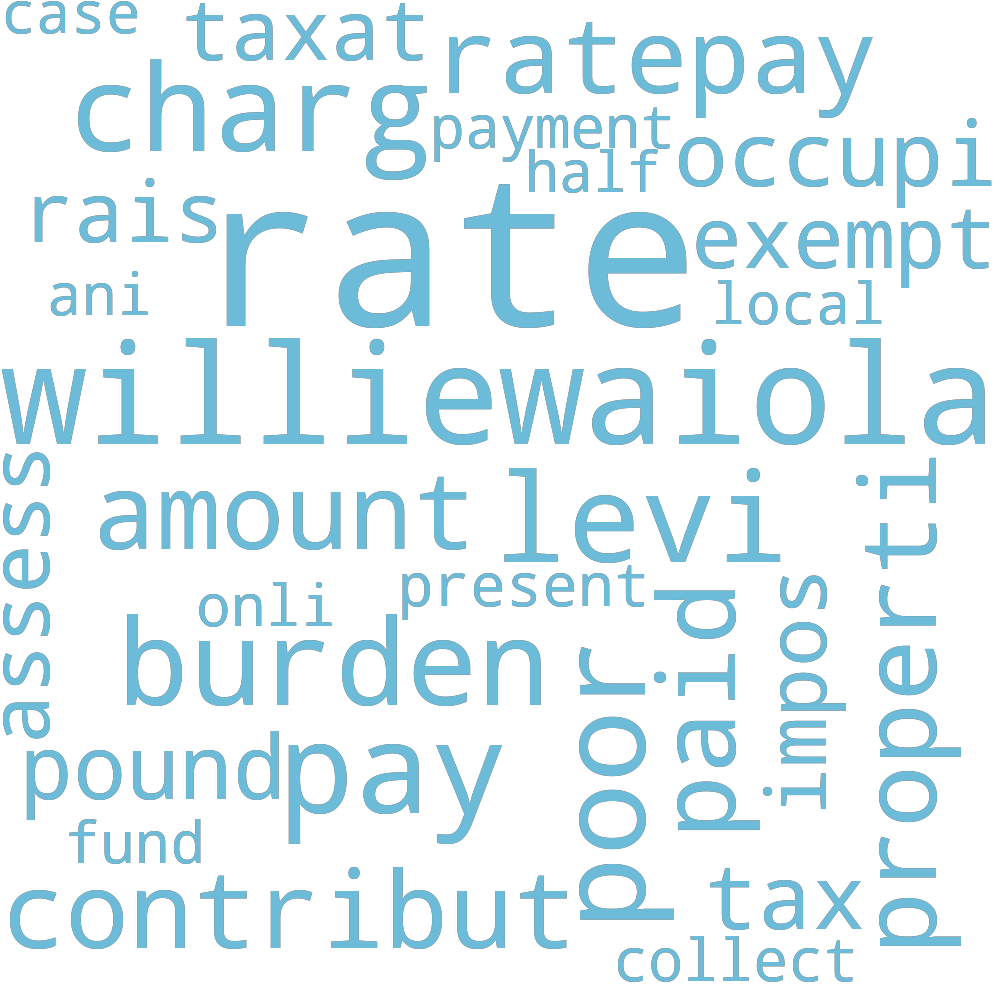 case
taxat
ratepay
charg
payment
occupi
half
rais
rate
exempt
ani
local
williewaiola
assess
amount
levi
properti
present
onli
burden
poor
paid
impos
pound
pay
fund
contribut
tax
collect